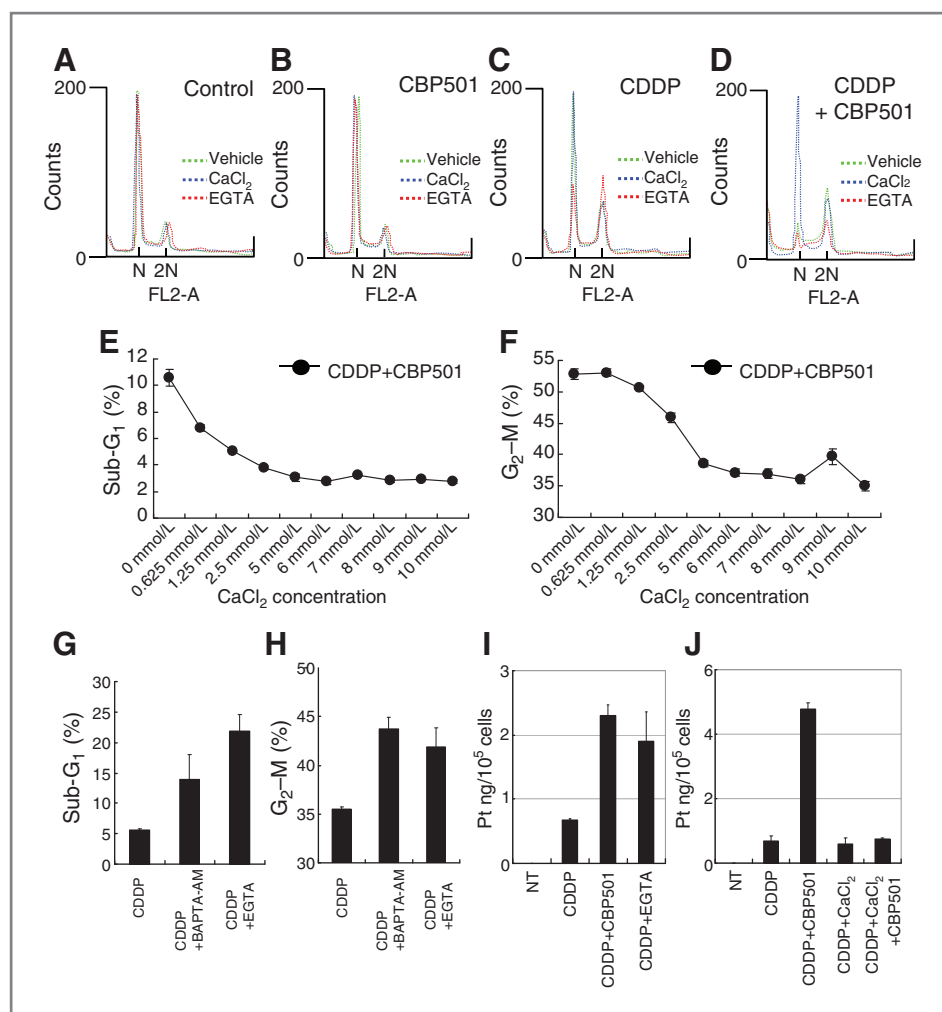 A
Control
200
Counts
0
Vehicle
CaCl₂
EGTA
N 2N
FL2-A
B
CBP501
200
Counts
0
Vehicle
CaCl₂
EGTA
N 2N
FL2-A
C
CDDP
200
Counts
0
Vehicle
CaCl₂
EGTA
N 2N
FL2-A
D
CDDP
+ CBP501
200
Counts
0
Vehicle
CaCl₂
EGTA
N 2N
FL2-A
E
CDDP+CBP501
Sub-G₁ (%)
12
10
8
6
4
2
0
0 mmol/L
0.625 mmol/L
1.25 mmol/L
2.5 mmol/L
5 mmol/L
6 mmol/L
7 mmol/L
8 mmol/L
9 mmol/L
10 mmol/L
CaCl₂ concentration
F
CDDP+CBP501
G₂–M (%)
55
50
45
40
35
30
0 mmol/L
0.625 mmol/L
1.25 mmol/L
2.5 mmol/L
5 mmol/L
6 mmol/L
7 mmol/L
8 mmol/L
9 mmol/L
10 mmol/L
CaCl₂ concentration
G
Sub-G₁ (%)
30
25
20
15
10
5
0
CDDP
CDDP
+BAPTA-AM
CDDP
+EGTA
H
G₂–M (%)
50
45
40
35
30
CDDP
CDDP
+BAPTA-AM
CDDP
+EGTA
I
Pt ng/10⁵ cells
3
2
1
0
NT
CDDP
CDDP+CBP501
CDDP+EGTA
J
Pt ng/10⁵ cells
6
4
2
0
NT
CDDP
CDDP+CBP501
CDDP+CaCl₂
CDDP+CaCl₂
+CBP501